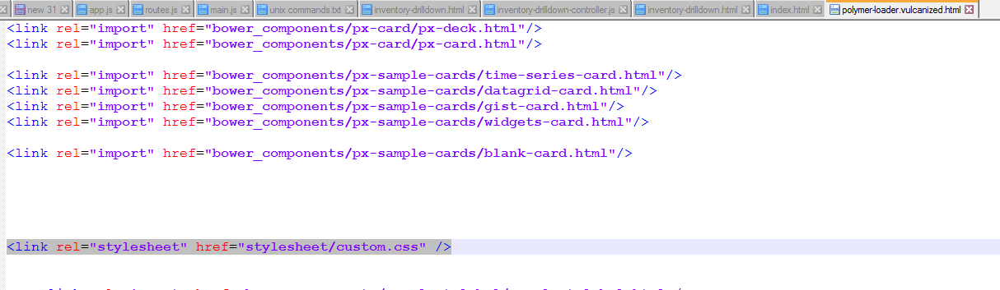 new 31 app.js routes.js main.js unix commands.txt inventory-drilldown.html inventory-drilldown-controller.js inventory-drilldown.html index.html polymer-loader.vulcanized.html
<link rel="import" href="bower_components/px-card/px-deck.html"/>
<link rel="import" href="bower_components/px-card/px-card.html"/>
<link rel="import" href="bower_components/px-sample-cards/time-series-card.html"/>
<link rel="import" href="bower_components/px-sample-cards/datagrid-card.html"/>
<link rel="import" href="bower_components/px-sample-cards/gist-card.html"/>
<link rel="import" href="bower_components/px-sample-cards/widgets-card.html"/>
<link rel="import" href="bower_components/px-sample-cards/blank-card.html"/>
<link rel="stylesheet" href="stylesheet/custom.css" />